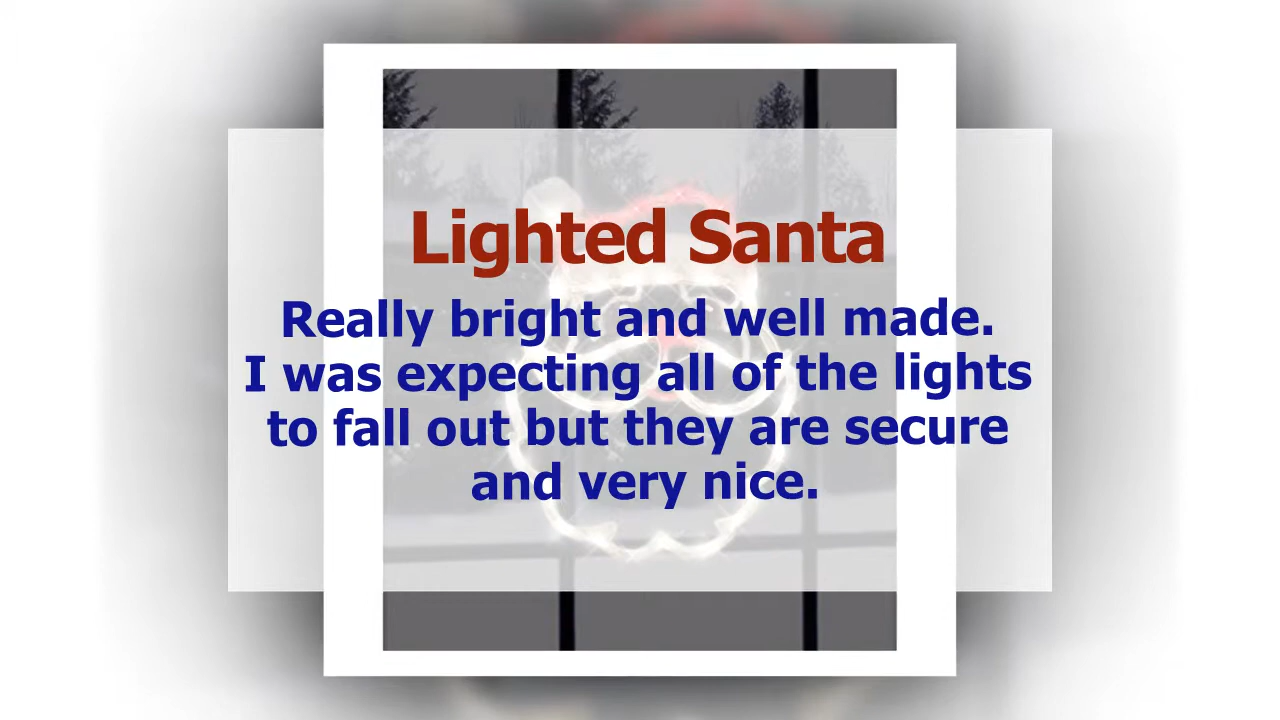 Lighted Santa
Really bright and well made.
I was expecting all of the lights
to fall out but they are secure
and very nice.